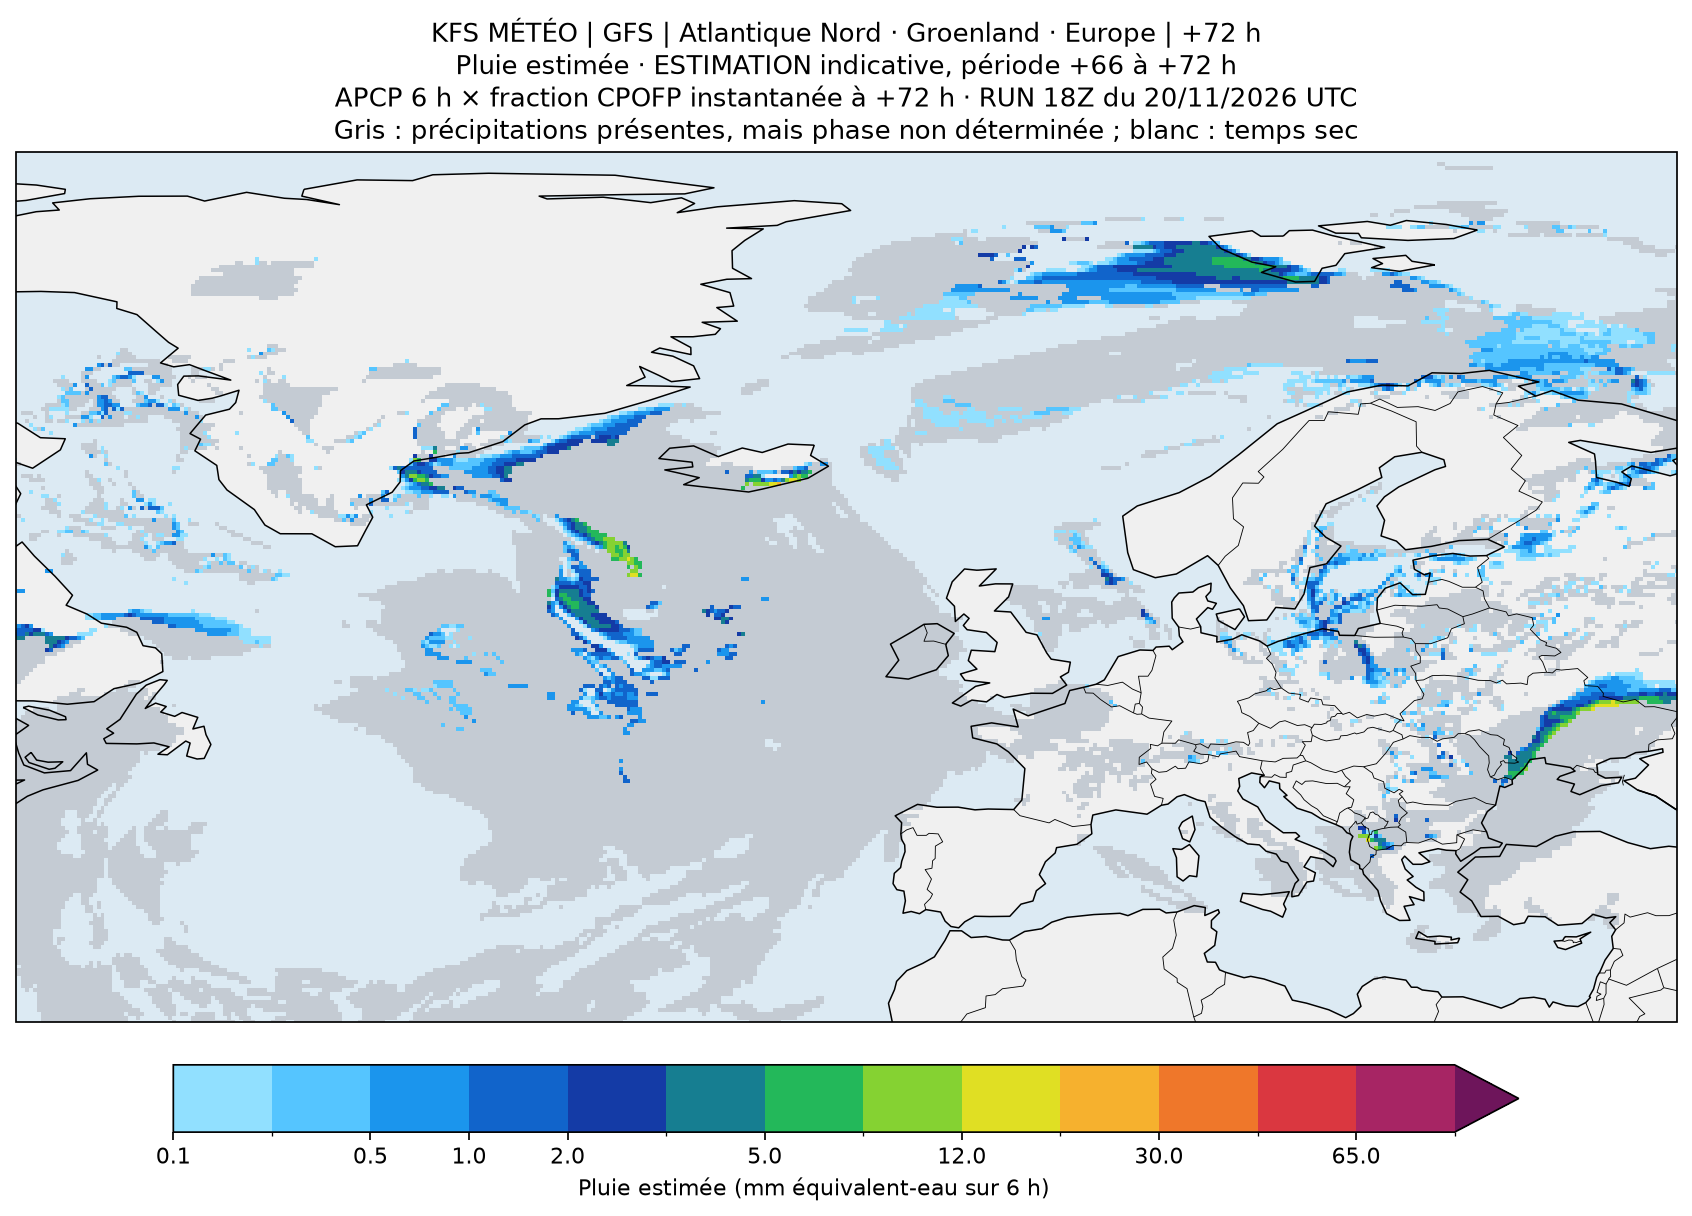 KFS MÉTÉO | GFS | Atlantique Nord · Groenland · Europe | +72 h
Pluie estimée · ESTIMATION indicative, période +66 à +72 h
APCP 6 h × fraction CPOFP instantanée à +72 h · RUN 18Z du 20/11/2026 UTC
Gris : précipitations présentes, mais phase non déterminée ; blanc : temps sec
0.1 0.5 1.0 2.0 5.0 12.0 30.0 65.0
Pluie estimée (mm équivalent-eau sur 6 h)